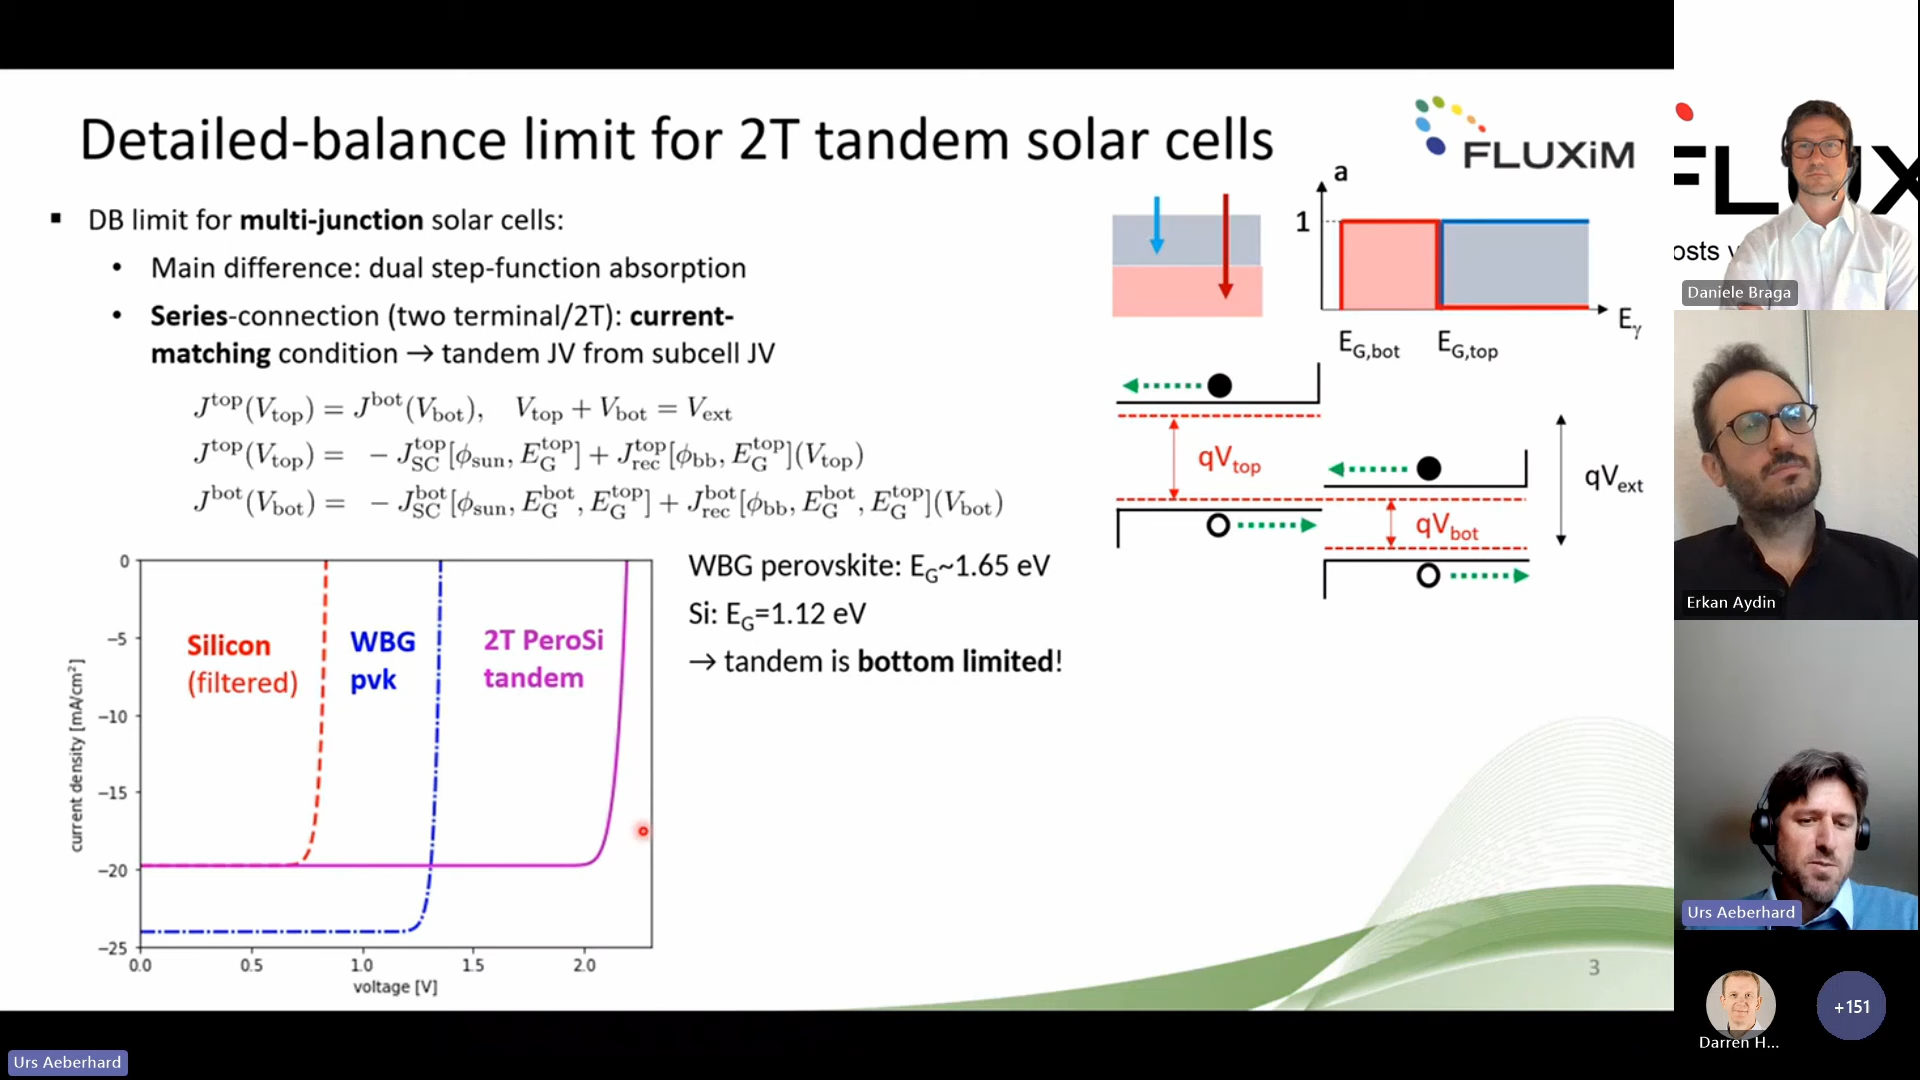 Detailed-balance limit for 2T tandem solar cells
FLUXiM
▪ DB limit for multi-junction solar cells:
• Main difference: dual step-function absorption
• Series-connection (two terminal/2T): current-
matching condition → tandem JV from subcell JV
J^top(V_top) = J^bot(V_bot), V_top + V_bot = V_ext
J^top(V_top) = − J_SC^top[ϕ_sun, E_G^top] + J_rec^top[ϕ_bb, E_G^top](V_top)
J^bot(V_bot) = − J_SC^bot[ϕ_sun, E_G^bot, E_G^top] + J_rec^bot[ϕ_bb, E_G^bot, E_G^top](V_bot)
a
1
E_γ
E_G,bot
E_G,top
qV_top
qV_bot
qV_ext
0
−5
−10
−15
−20
−25
current density [mA/cm²]
Silicon
(filtered)
WBG
pvk
2T PeroSi
tandem
0.0 0.5 1.0 1.5 2.0
voltage [V]
WBG perovskite: E_G~1.65 eV
Si: E_G=1.12 eV
→ tandem is bottom limited!
3
Urs Aeberhard
FLUX
osts
Daniele Braga
Erkan Aydin
Urs Aeberhard
Darren H...
+151